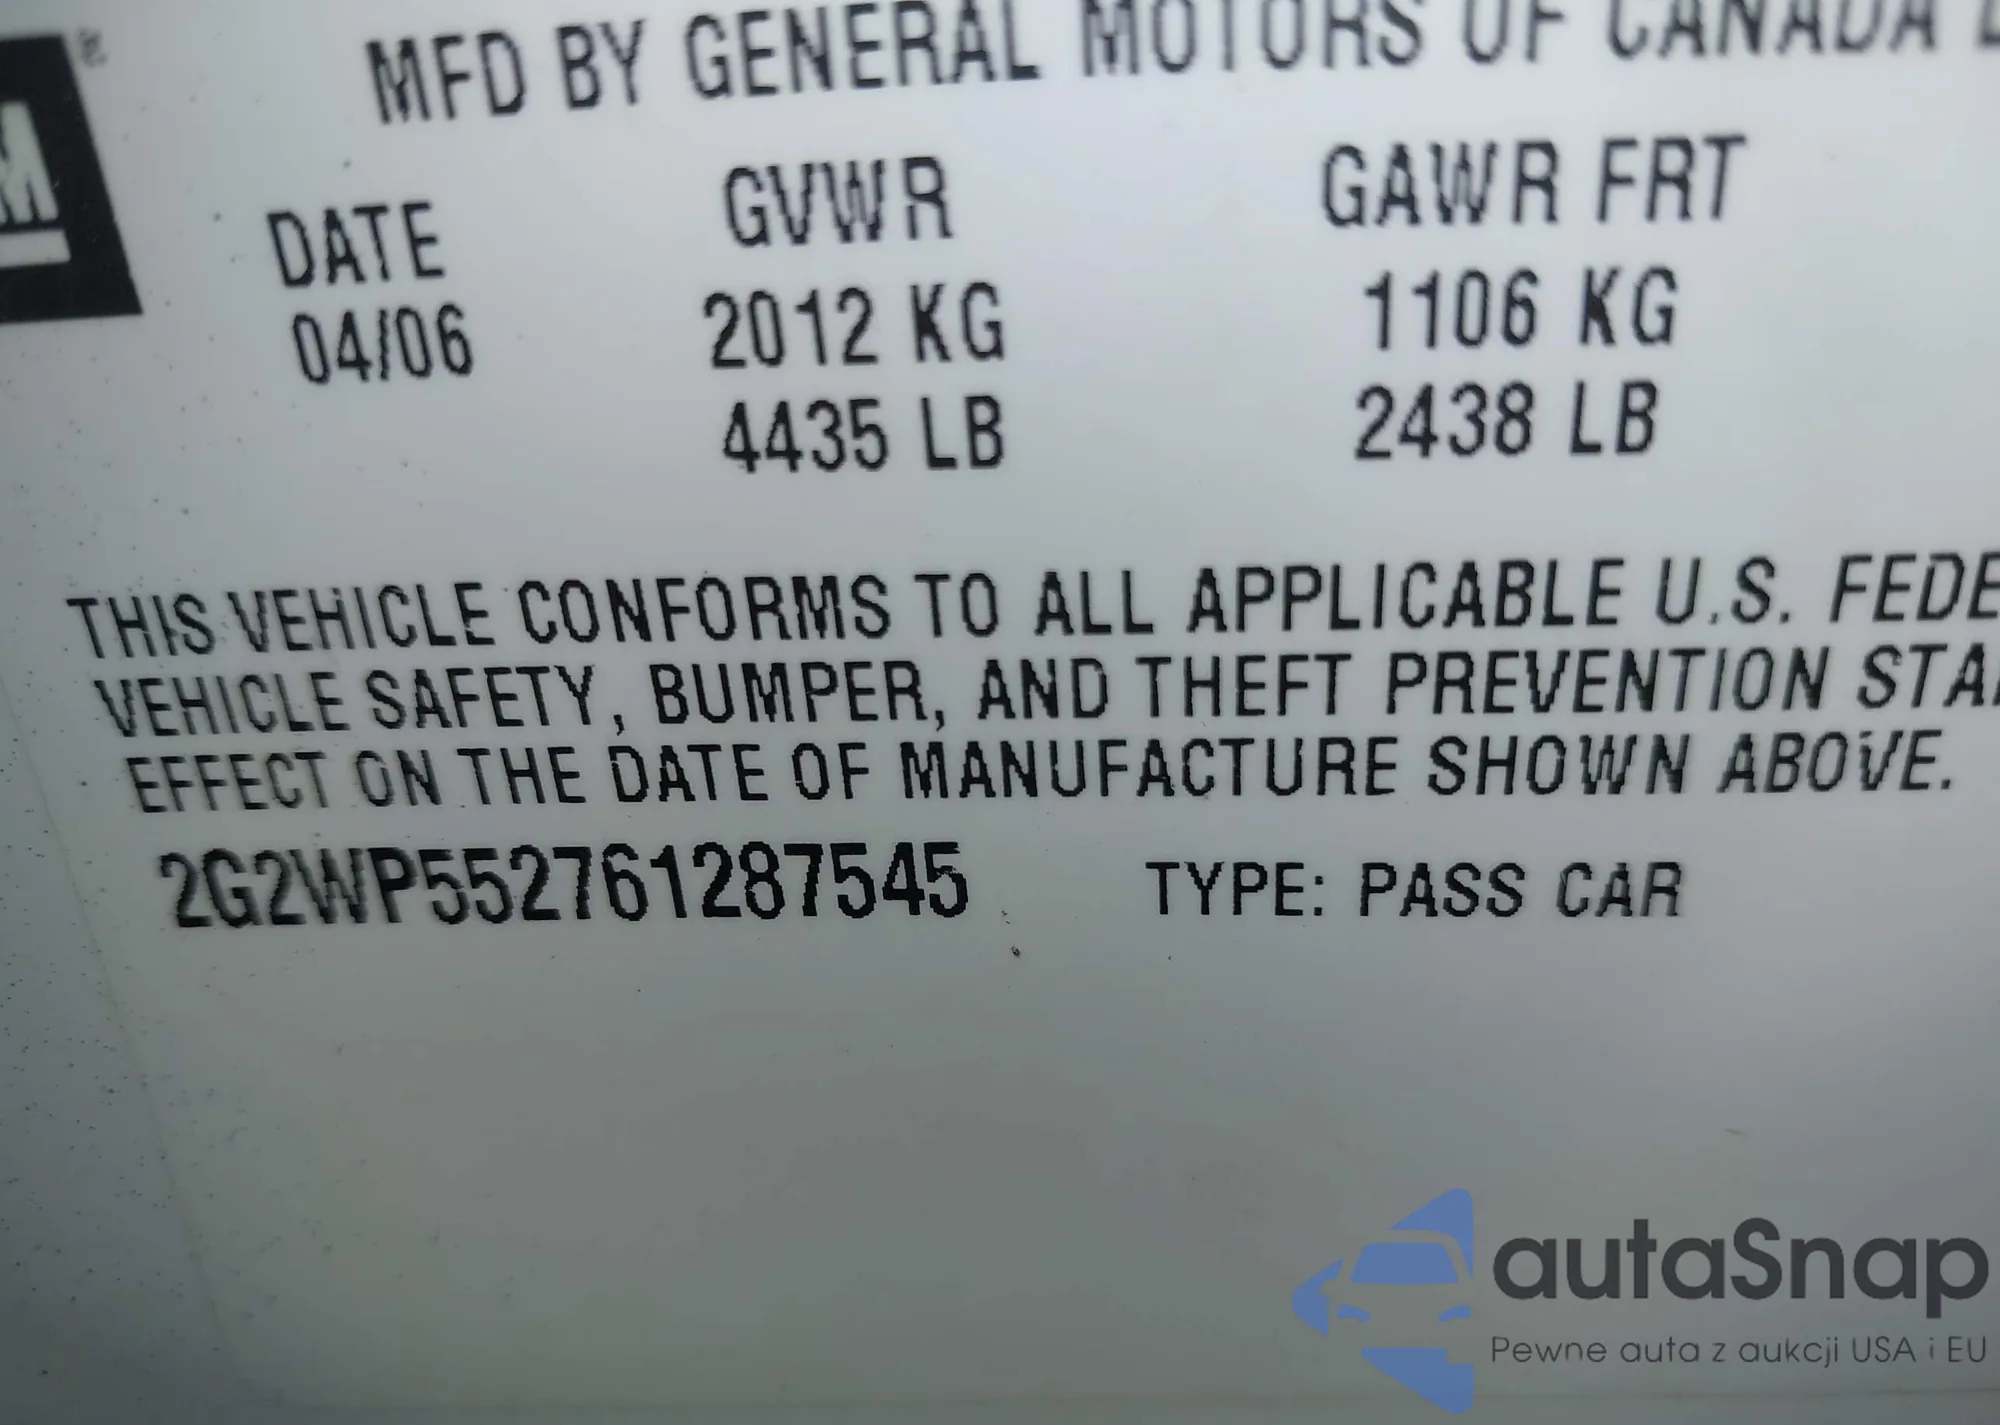 MFD BY GENERAL MOTORS OF CANADA
DATE GVWR GAWR FRT
04/06 2012 KG 1106 KG
4435 LB 2438 LB
THIS VEHICLE CONFORMS TO ALL APPLICABLE U.S. FEDE
VEHICLE SAFETY, BUMPER, AND THEFT PREVENTION STA
EFFECT ON THE DATE OF MANUFACTURE SHOWN ABOVE.
2G2WP552761287545 TYPE: PASS CAR
autaSnap
Pewne auta z aukcji USA i EU